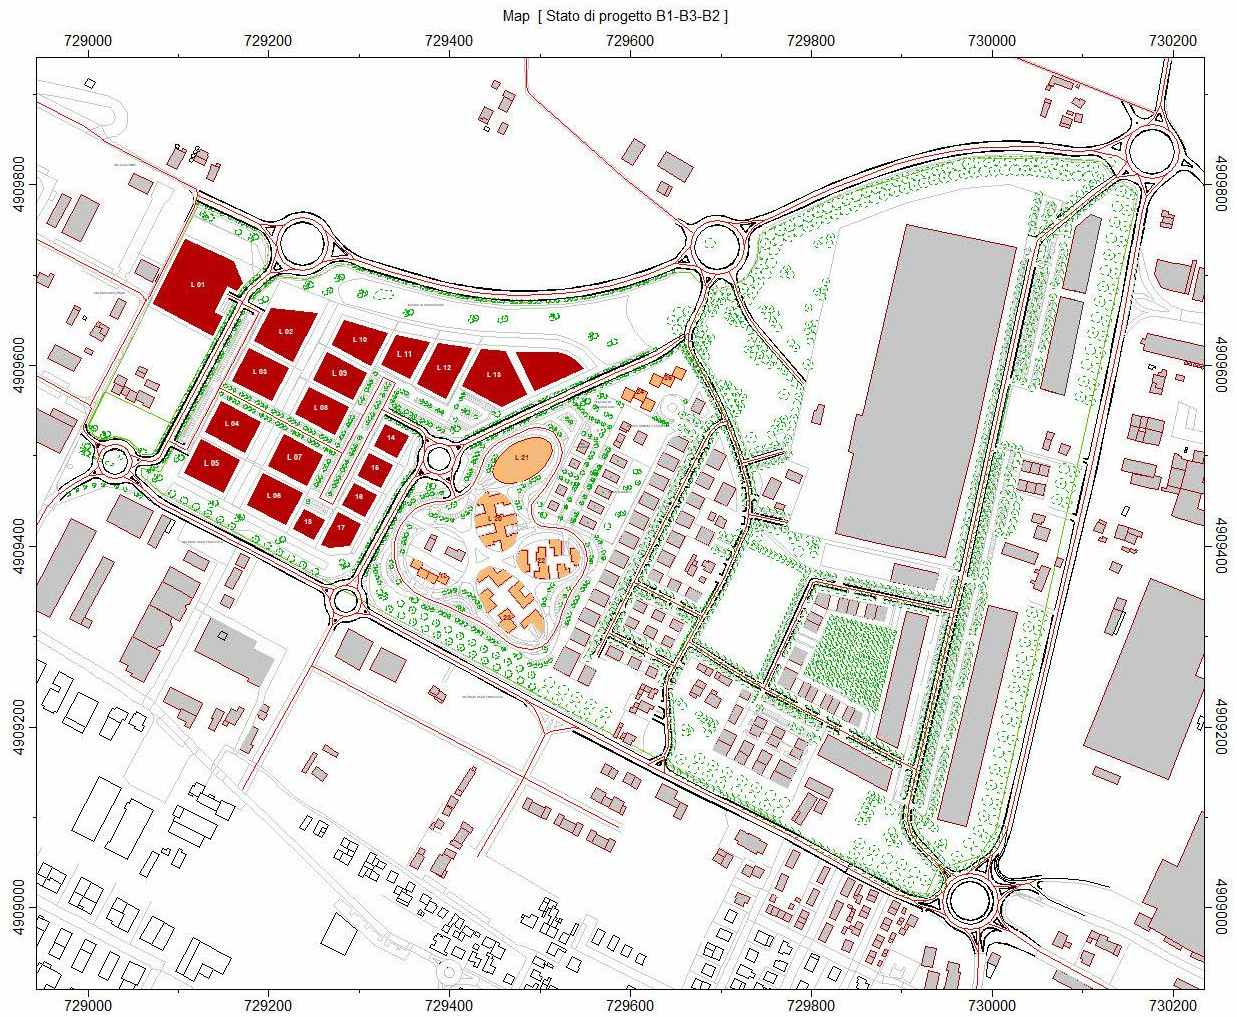 Map [ Stato di progetto B1-B3-B2 ]
729000 729200 729400 729600 729800 730000 730200
4909800 4909800
L 01
L 02
L 10
L 11
L 12
L 13
4909600 4909600
L 03
L 09
L 08
L 04
14
L 07
L 05
15
L 21
L 06
16
18
17
L 20
22
4909400 4909400
4909200 4909200
4909000 4909000
729000 729200 729400 729600 729800 730000 730200